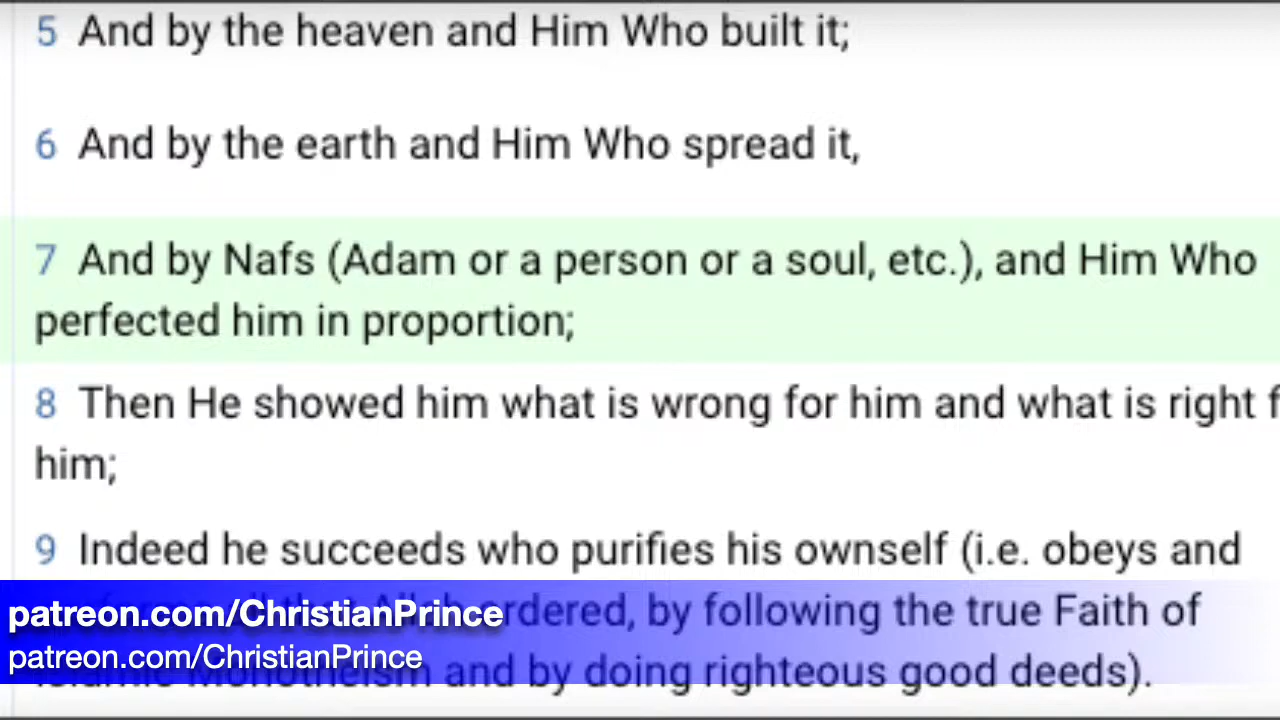 5 And by the heaven and Him Who built it;
6 And by the earth and Him Who spread it,
7 And by Nafs (Adam or a person or a soul, etc.), and Him Who
perfected him in proportion;
8 Then He showed him what is wrong for him and what is right f
him;
9 Indeed he succeeds who purifies his ownself (i.e. obeys and
patreon.com/ChristianPrince
ordered, by following the true Faith of
patreon.com/ChristianPrince
and by doing righteous good deeds).